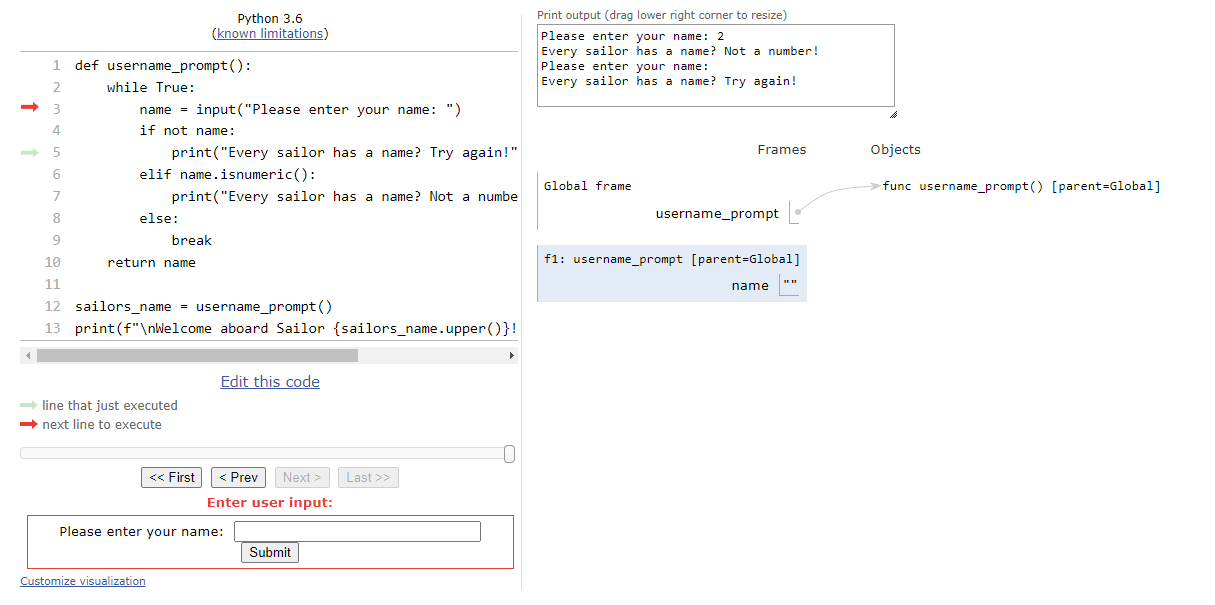 Python 3.6
(known limitations)
1 def username_prompt():
2     while True:
3         name = input("Please enter your name: ")
4         if not name:
5             print("Every sailor has a name? Try again!"
6         elif name.isnumeric():
7             print("Every sailor has a name? Not a numbe
8         else:
9             break
10     return name
11
12 sailors_name = username_prompt()
13 print(f"\nWelcome aboard Sailor {sailors_name.upper()}!
Edit this code
line that just executed
next line to execute
<< First < Prev Next > Last >>
Enter user input:
Please enter your name:
Submit
Customize visualization
Print output (drag lower right corner to resize)
Please enter your name: 2
Every sailor has a name? Not a number!
Please enter your name:
Every sailor has a name? Try again!
Frames Objects
Global frame
username_prompt
func username_prompt() [parent=Global]
f1: username_prompt [parent=Global]
name ""